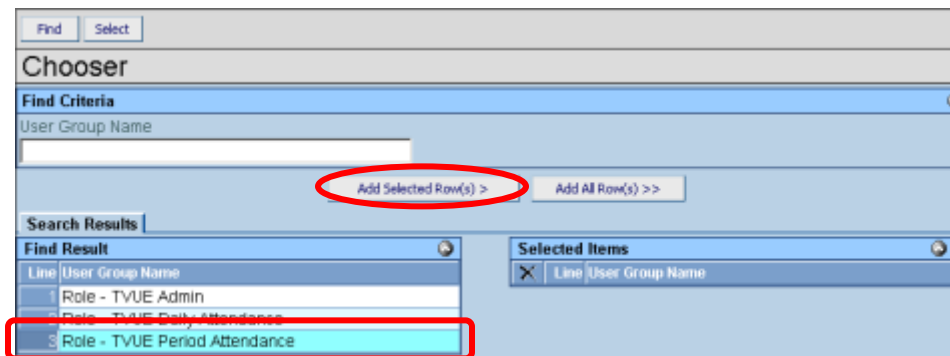 Find Select
Chooser
Find Criteria
User Group Name
Add Selected Row(s) > Add All Row(s) >>
Search Results
Find Result Selected Items
Line User Group Name X Line User Group Name
1 Role - TVUE Admin
2 Role - TVUE Daily Attendance
3 Role - TVUE Period Attendance